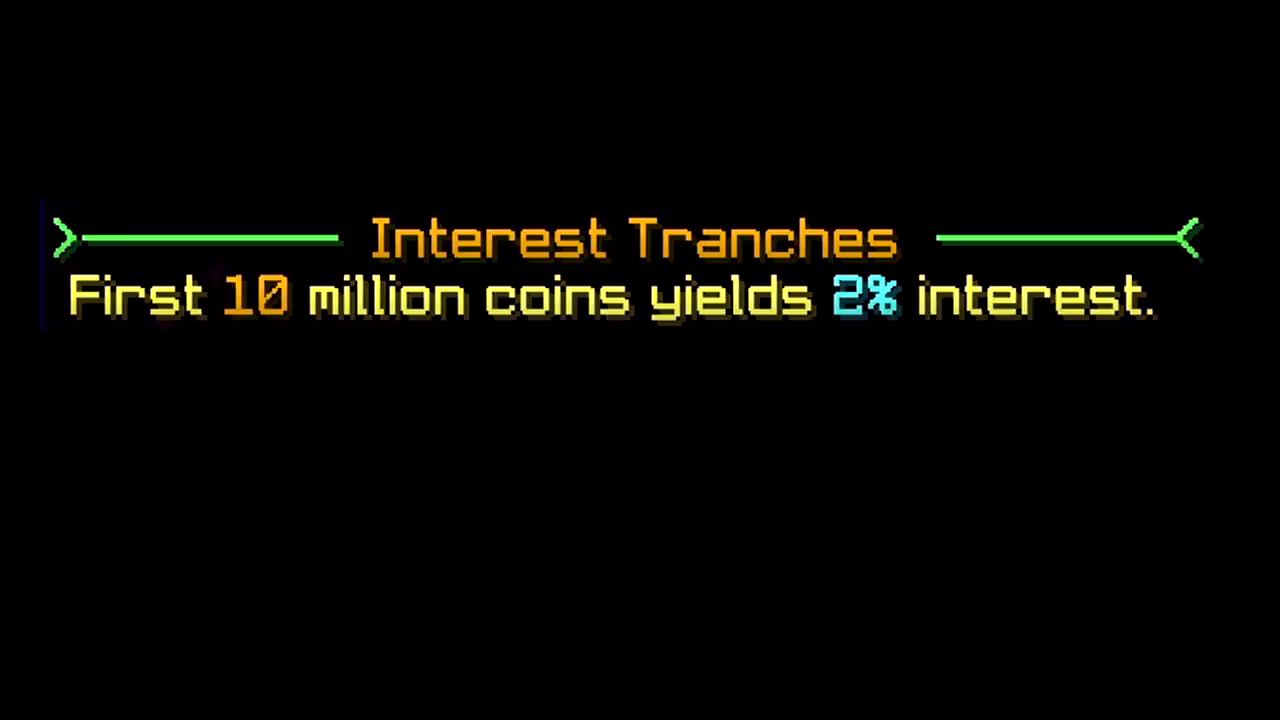 Interest Tranches
First 10 million coins yields 2% interest.